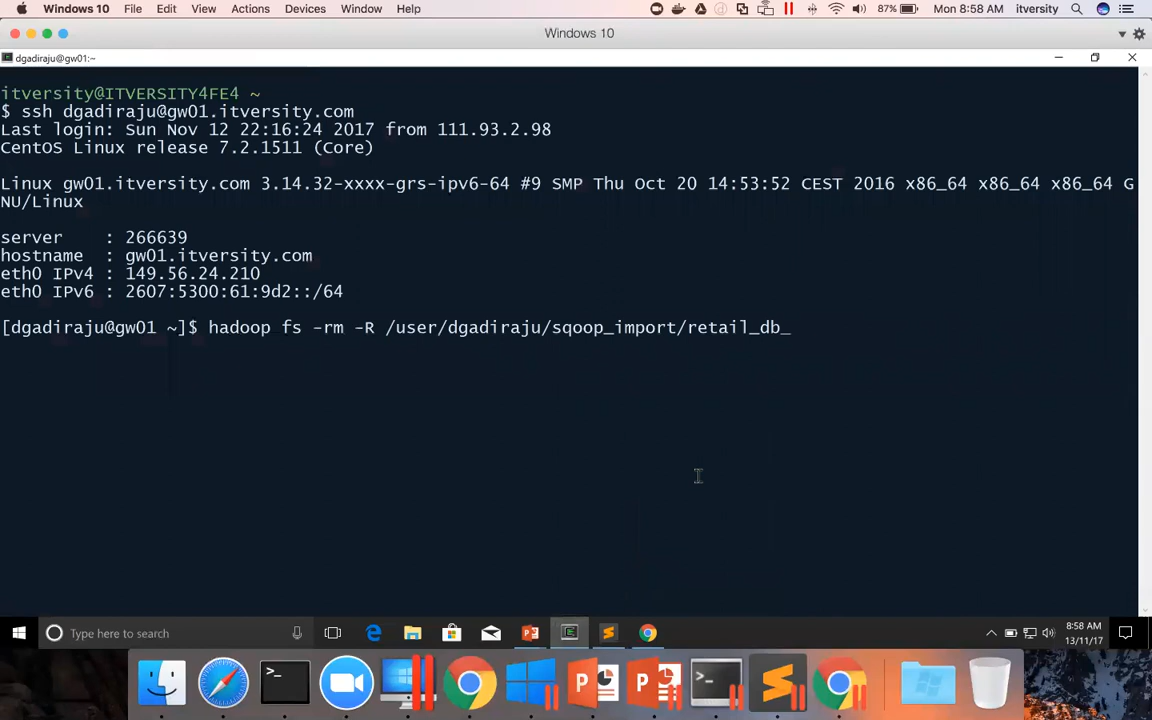 Windows 10 File Edit View Actions Devices Window Help 87% Mon 8:58 AM itversity
Windows 10
dgadiraju@gw01:~
itversity@ITVERSITY4FE4 ~
$ ssh dgadiraju@gw01.itversity.com
Last login: Sun Nov 12 22:16:24 2017 from 111.93.2.98
CentOS Linux release 7.2.1511 (Core)
Linux gw01.itversity.com 3.14.32-xxxx-grs-ipv6-64 #9 SMP Thu Oct 20 14:53:52 CEST 2016 x86_64 x86_64 x86_64 G
NU/Linux
server : 266639
hostname : gw01.itversity.com
eth0 IPv4 : 149.56.24.210
eth0 IPv6 : 2607:5300:61:9d2::/64
[dgadiraju@gw01 ~]$ hadoop fs -rm -R /user/dgadiraju/sqoop_import/retail_db_
Type here to search
8:58 AM
13/11/17